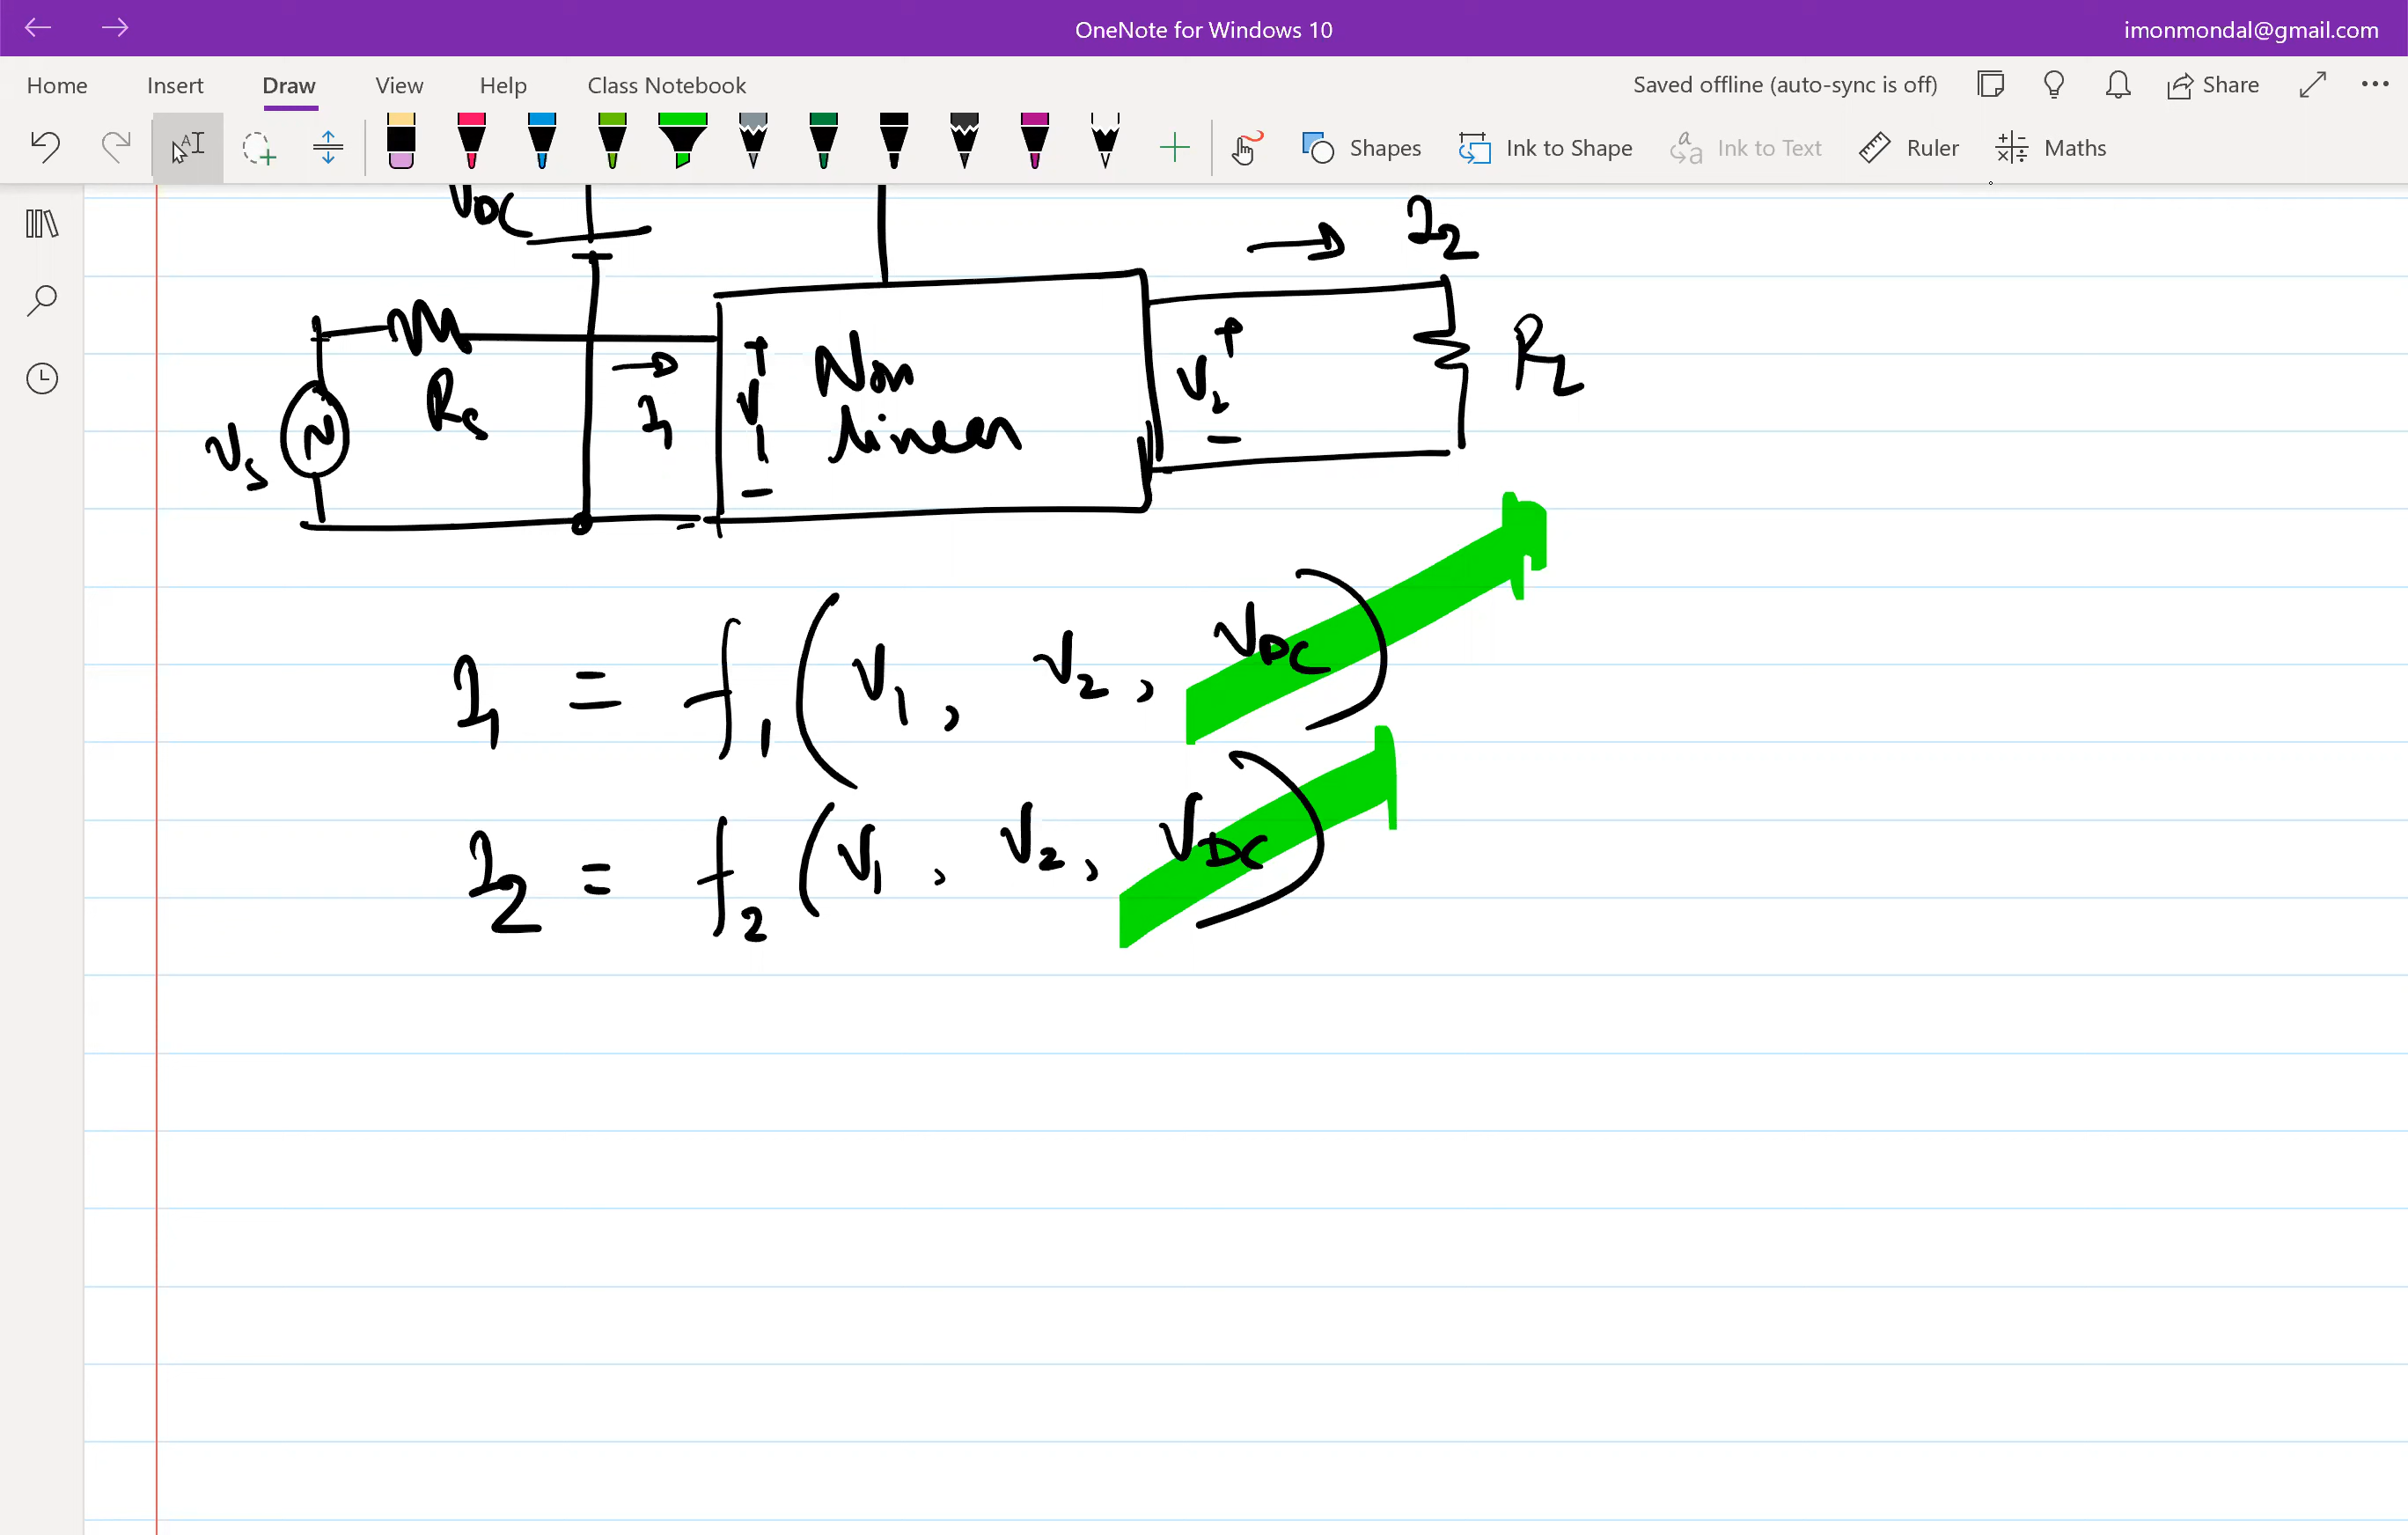 OneNote for Windows 10
imonmondal@gmail.com
Home Insert Draw View Help Class Notebook
Saved offline (auto-sync is off) Share
Shapes Ink to Shape Ink to Text Ruler Maths
VDC
I2
Rs
Vs
I1
V1
+
-
Non
linear
V2
+
-
RL
I1 = f1 (V1, V2, VDC)
I2 = f2 (V1, V2, VDC)